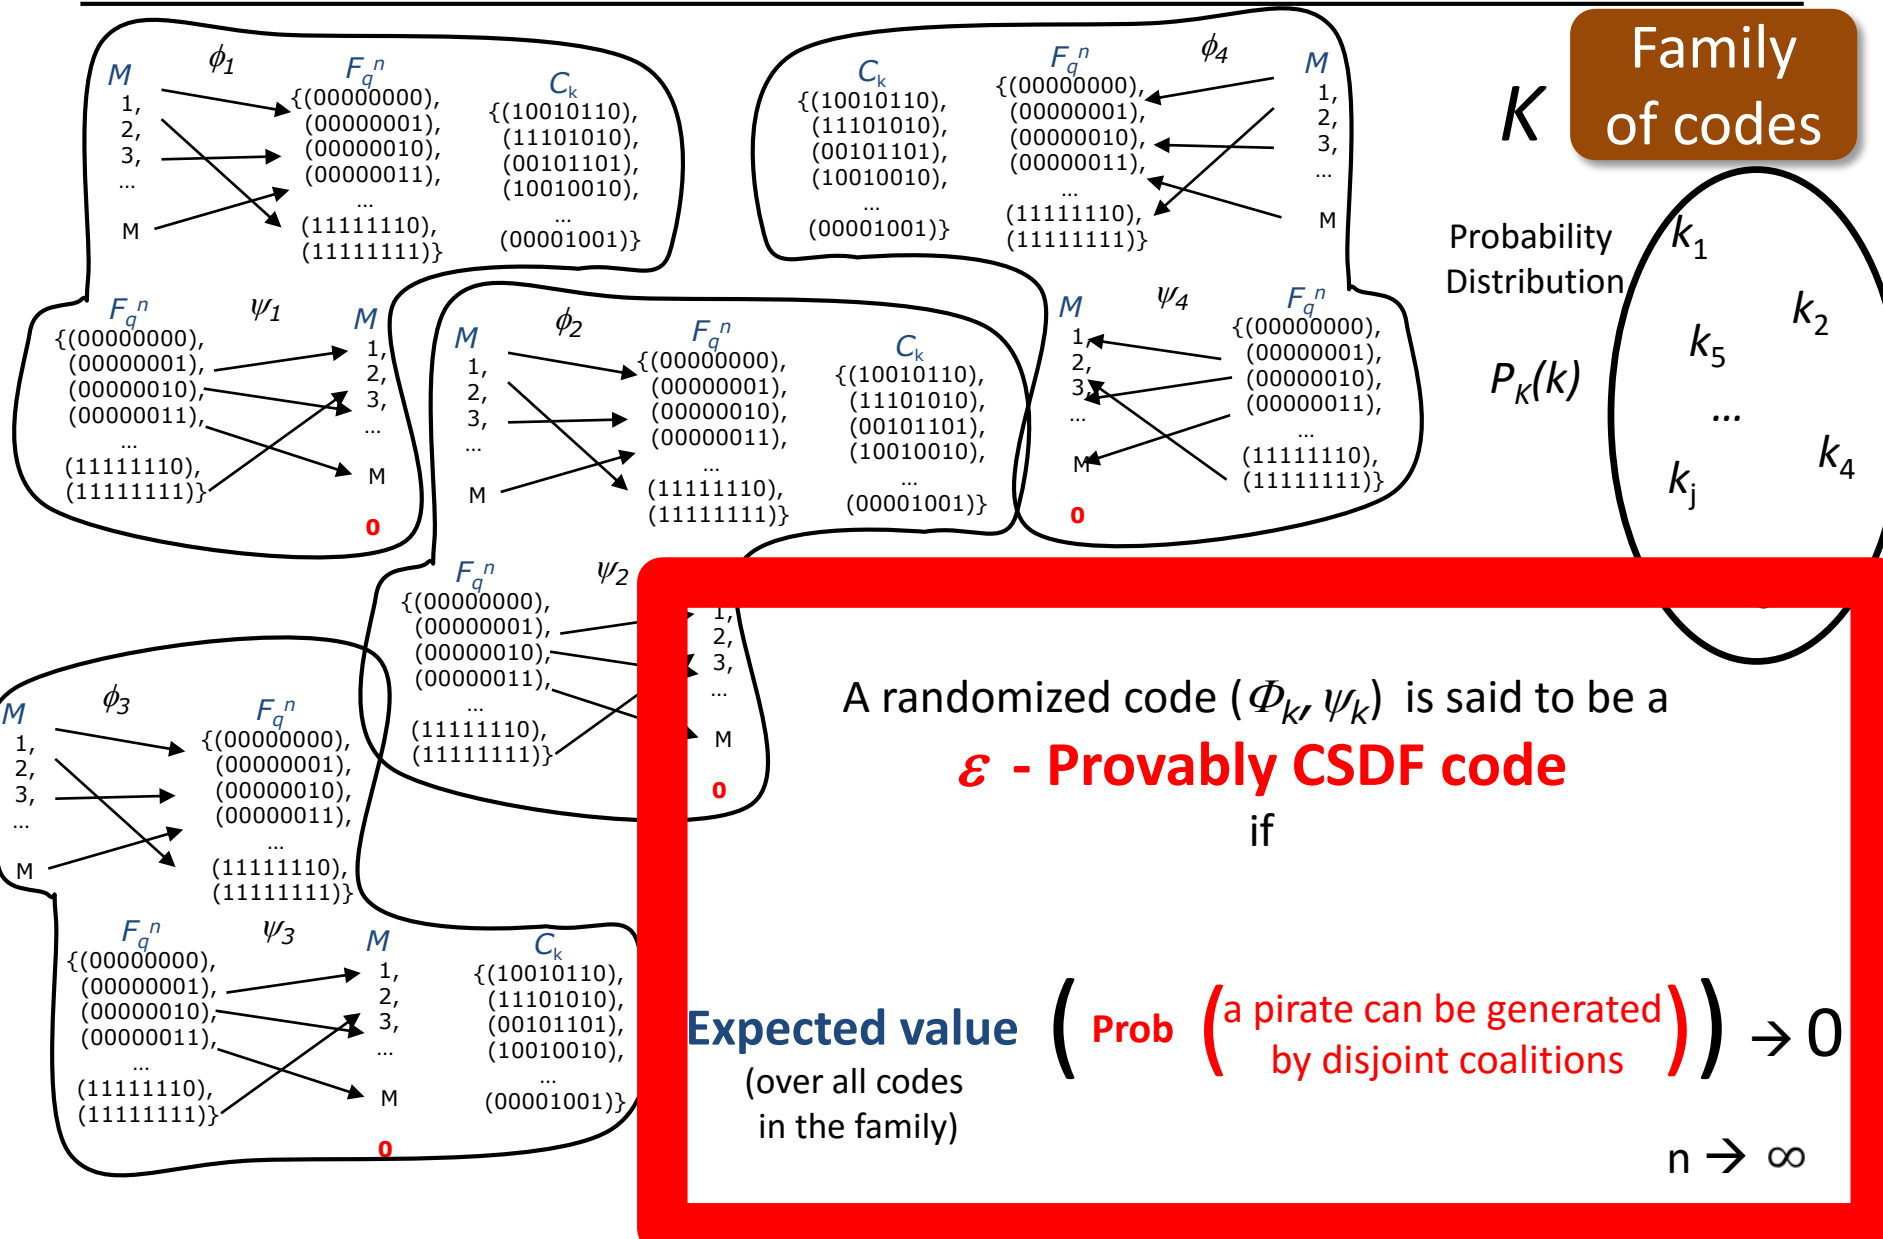 M
ϕ1
Fqn
Ck
1,
2,
3,
...
M
{(00000000),
(00000001),
(00000010),
(00000011),
...
(11111110),
(11111111)}
{(10010110),
(11101010),
(00101101),
(10010010),
...
(00001001)}
Fqn
ψ1
M
{(00000000),
(00000001),
(00000010),
(00000011),
...
(11111110),
(11111111)}
1,
2,
3,
...
M
0
Ck
Fqn
ϕ4
M
{(10010110),
(11101010),
(00101101),
(10010010),
...
(00001001)}
{(00000000),
(00000001),
(00000010),
(00000011),
...
(11111110),
(11111111)}
1,
2,
3,
...
M
M
ψ4
Fqn
1,
2,
3,
...
M
0
{(00000000),
(00000001),
(00000010),
(00000011),
...
(11111110),
(11111111)}
K
Family
of codes
Probability
Distribution
PK(k)
k1
k2
k5
...
k4
kj
M
ϕ2
Fqn
Ck
1,
2,
3,
...
M
{(00000000),
(00000001),
(00000010),
(00000011),
...
(11111110),
(11111111)}
{(10010110),
(11101010),
(00101101),
(10010010),
...
(00001001)}
Fqn
ψ2
{(00000000),
(00000001),
(00000010),
(00000011),
...
(11111110),
(11111111)}
1,
2,
3,
...
M
0
M
ϕ3
Fqn
1,
2,
3,
...
M
{(00000000),
(00000001),
(00000010),
(00000011),
...
(11111110),
(11111111)}
Fqn
ψ3
M
Ck
{(00000000),
(00000001),
(00000010),
(00000011),
...
(11111110),
(11111111)}
1,
2,
3,
...
M
0
{(10010110),
(11101010),
(00101101),
(10010010),
...
(00001001)}
A randomized code (Φk, ψk) is said to be a
ε - Provably CSDF code
if
Expected value ( Prob (a pirate can be generated by disjoint coalitions)) → 0
(over all codes
in the family)
n → ∞